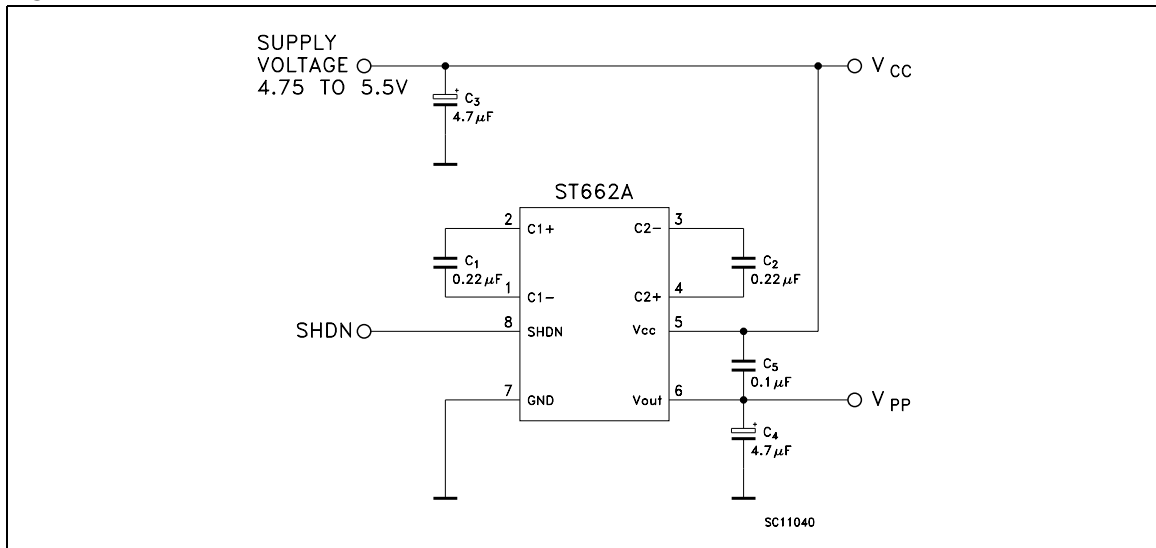 SUPPLY
VOLTAGE
4.75 TO 5.5V
V CC
C3
4.7μF
ST662A
2
C1+
C2-
3
C1
0.22μF
C2
0.22μF
1
C1-
C2+
4
SHDN
8
SHDN
Vcc
5
C5
0.1μF
7
GND
Vout
6
V PP
C4
4.7μF
SC11040